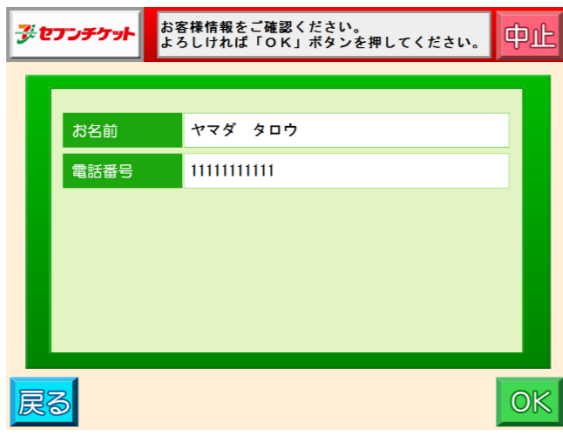 セブンチケット
お客様情報をご確認ください。
よろしければ「OK」ボタンを押してください。
中止
お名前 ヤマダ　タロウ
電話番号 11111111111
戻る
OK